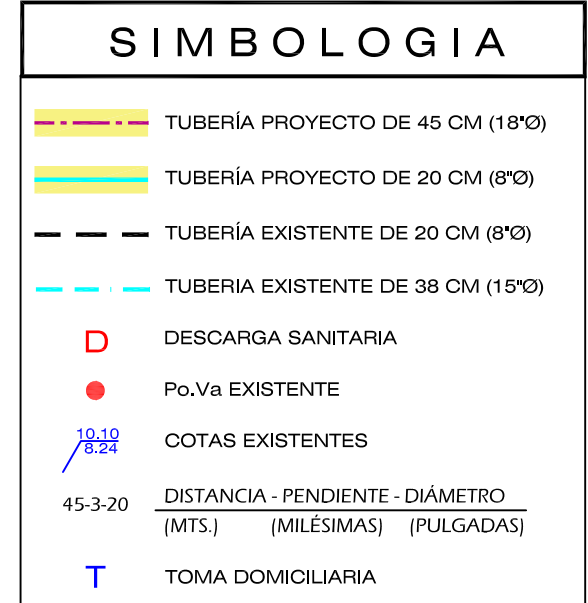 SIMBOLOGIA
TUBERÍA PROYECTO DE 45 CM (18"Ø)
TUBERÍA PROYECTO DE 20 CM (8"Ø)
TUBERÍA EXISTENTE DE 20 CM (8"Ø)
TUBERIA EXISTENTE DE 38 CM (15"Ø)
D DESCARGA SANITARIA
Po.Va EXISTENTE
10.10
8.24
COTAS EXISTENTES
45-3-20 DISTANCIA - PENDIENTE - DIÁMETRO
(MTS.) (MILÉSIMAS) (PULGADAS)
T TOMA DOMICILIARIA